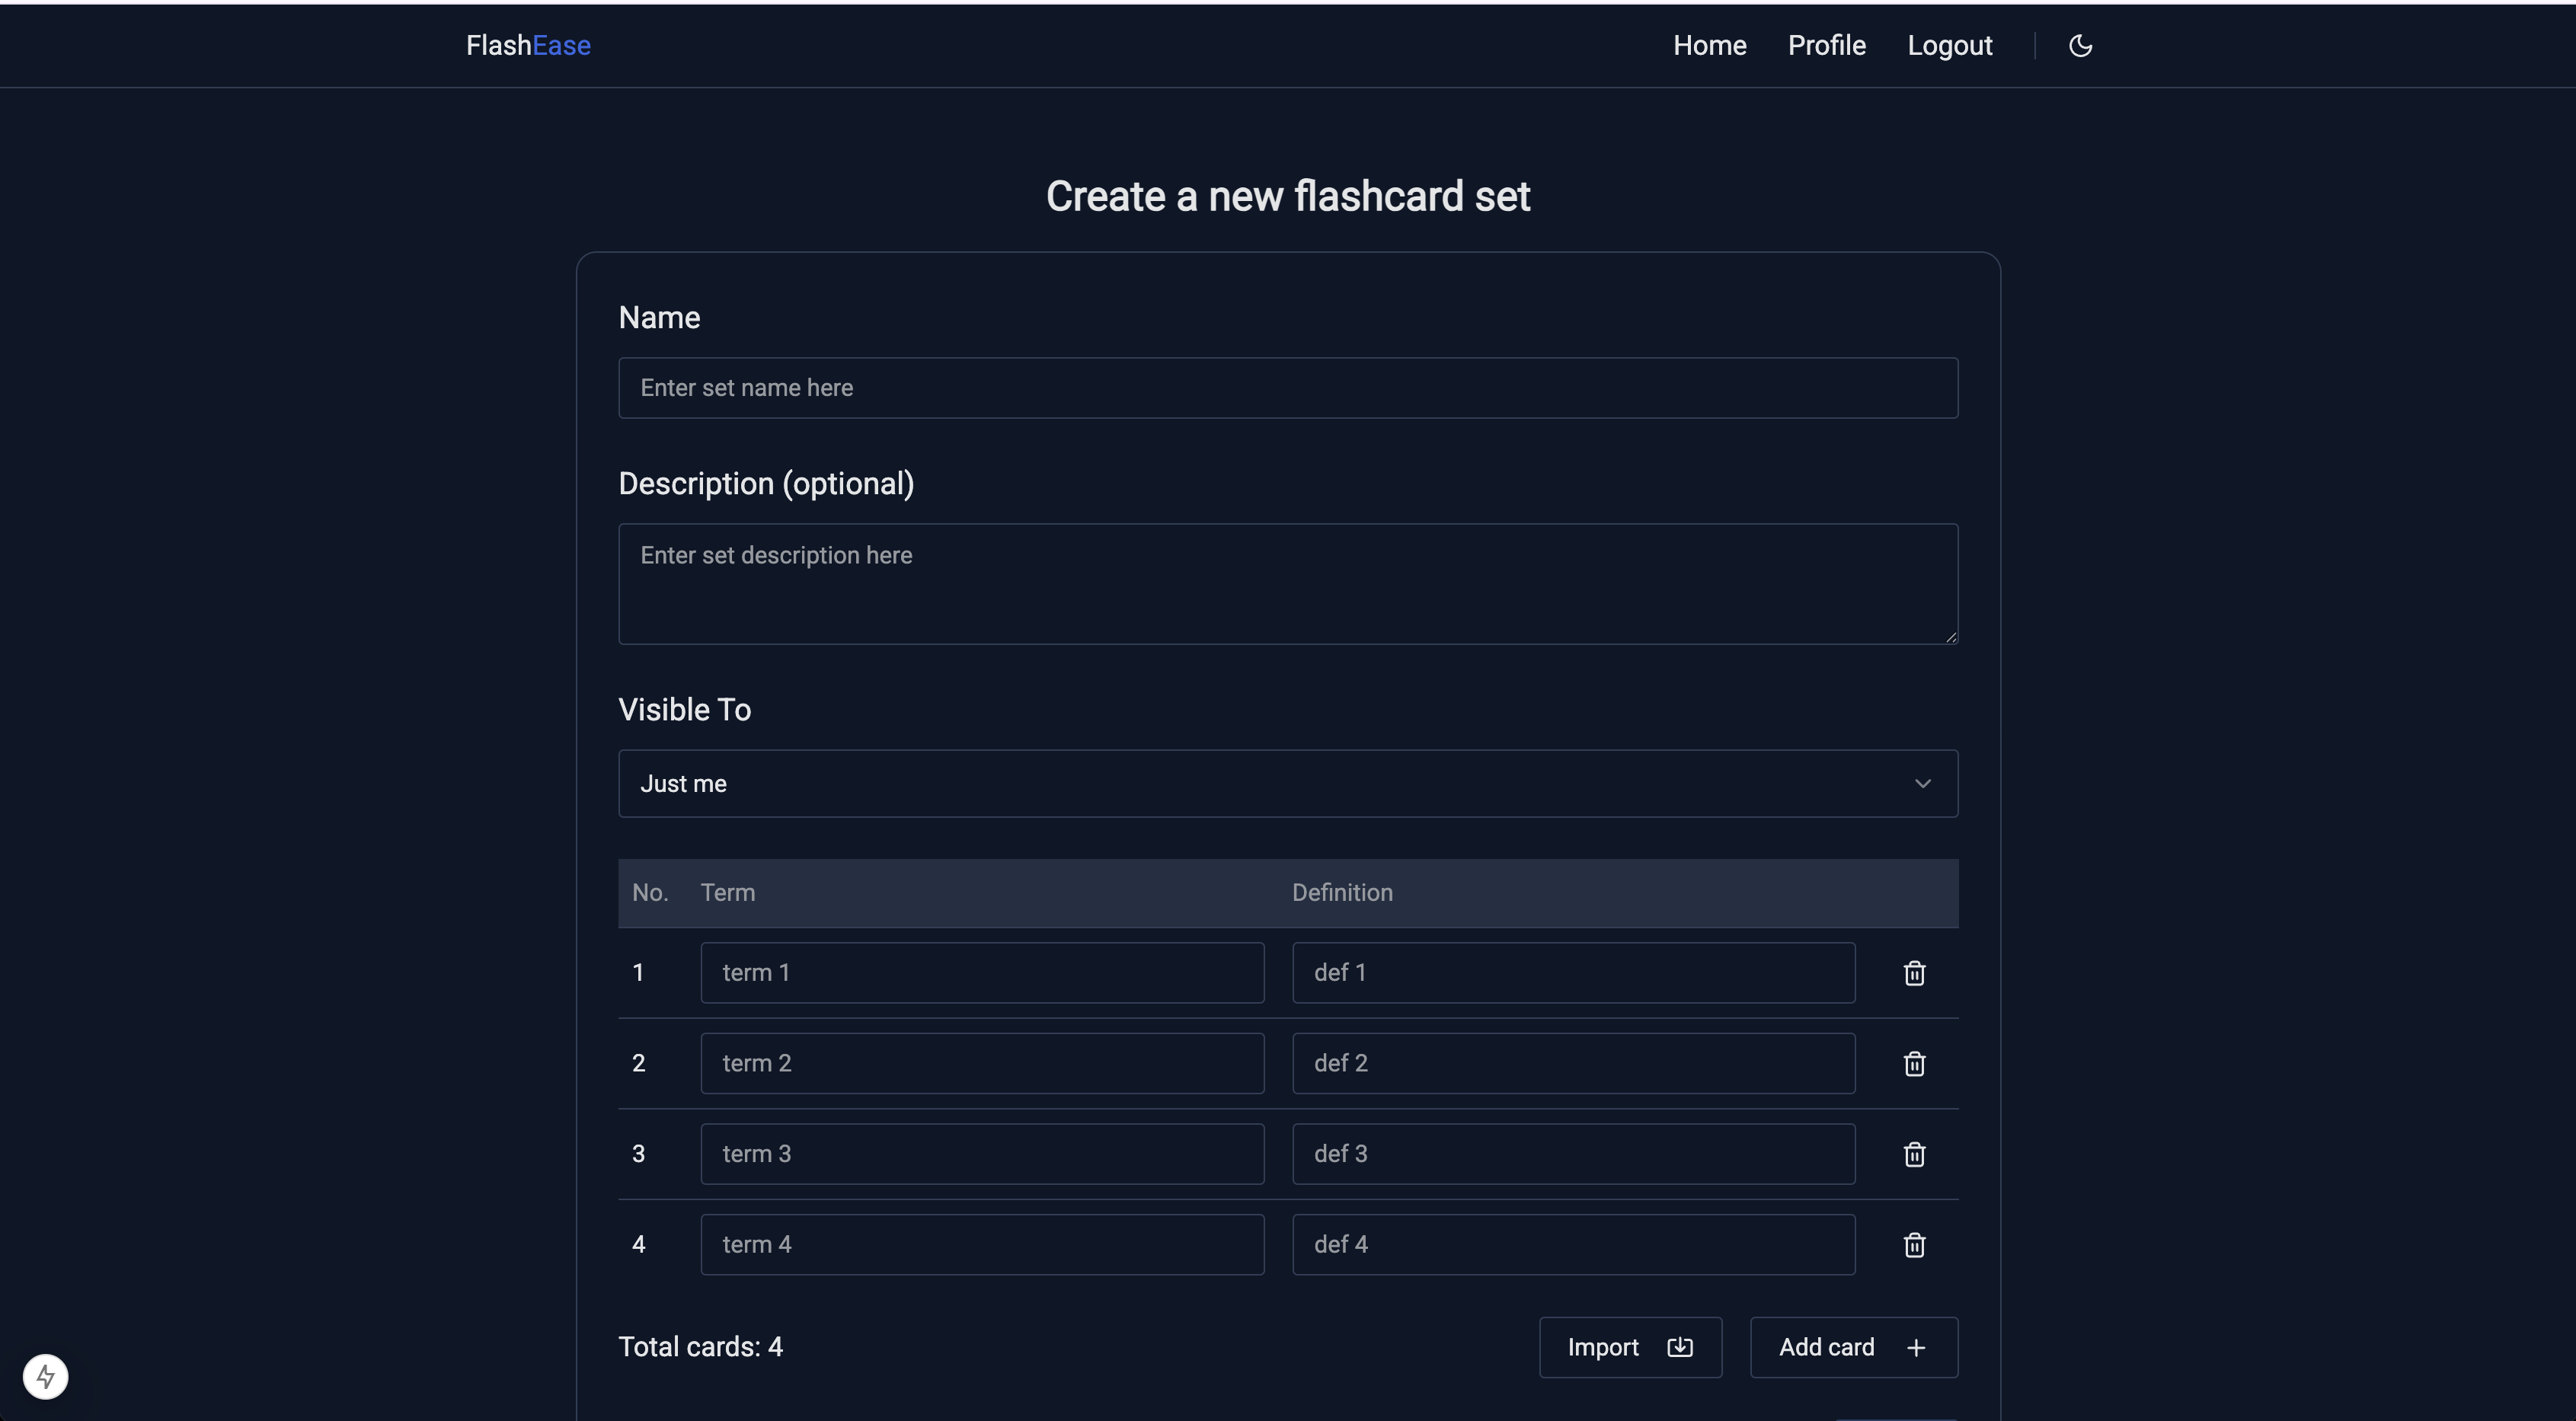 FlashEase Home Profile Logout
Create a new flashcard set
Name
Enter set name here
Description (optional)
Enter set description here
Visible To
Just me
No. Term Definition
1 term 1 def 1
2 term 2 def 2
3 term 3 def 3
4 term 4 def 4
Total cards: 4 Import Add card